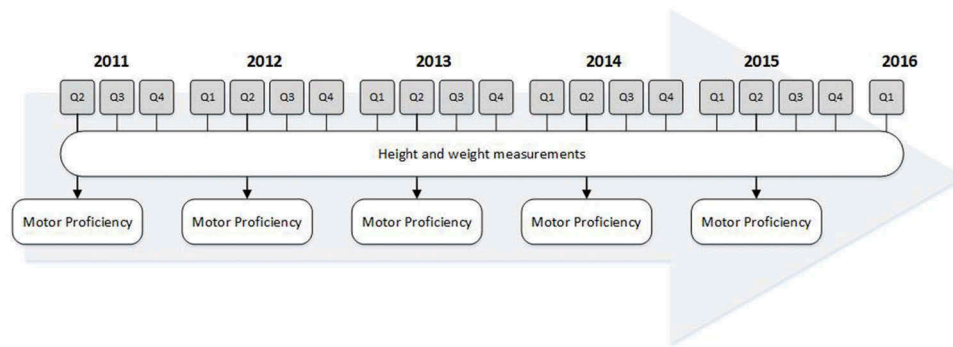 2011 2012 2013 2014 2015 2016
Q2 Q3 Q4 Q1 Q2 Q3 Q4 Q1 Q2 Q3 Q4 Q1 Q2 Q3 Q4 Q1 Q2 Q3 Q4 Q1
Height and weight measurements
Motor Proficiency Motor Proficiency Motor Proficiency Motor Proficiency Motor Proficiency